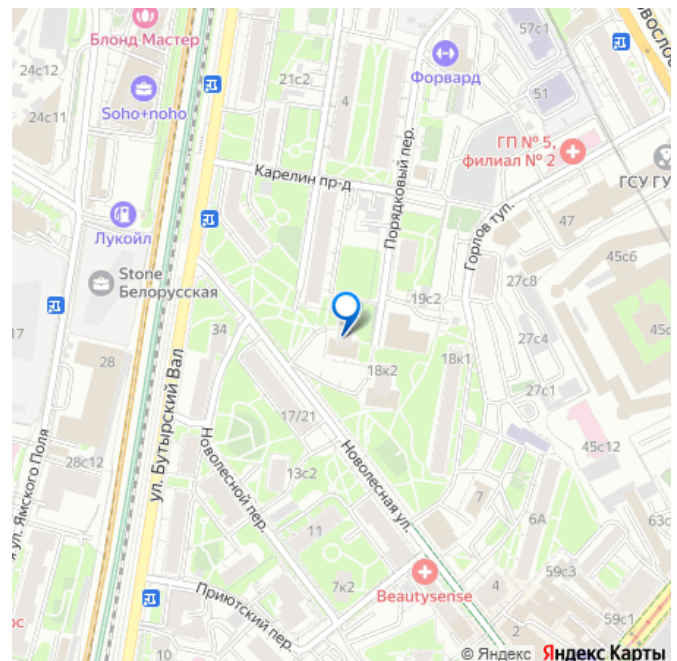 57с1
Блонд Мастер
24с12
21с2
Форвард
Soho+noho
4
51
24с11
ГП № 5,
филиал № 2
Карелин пр-д
Порядковый пер.
ГСУ ГУ
Лукойл
Горлов туп.
47
45с6
Stone
Белорусская
27с8
19с2
17
34
27с4
45с
28
18к1
18к2
27с1
ул. Бутырский Вал
17/21
45с12
28с12
Новолесной пер.
Новолесная ул.
я ул. Ямского Поля
13с2
7
6А
11
63с
7к2
59с3
Beautysense
4
Приютский пер.
59с1
2
10
© Яндекс Яндекс Карты